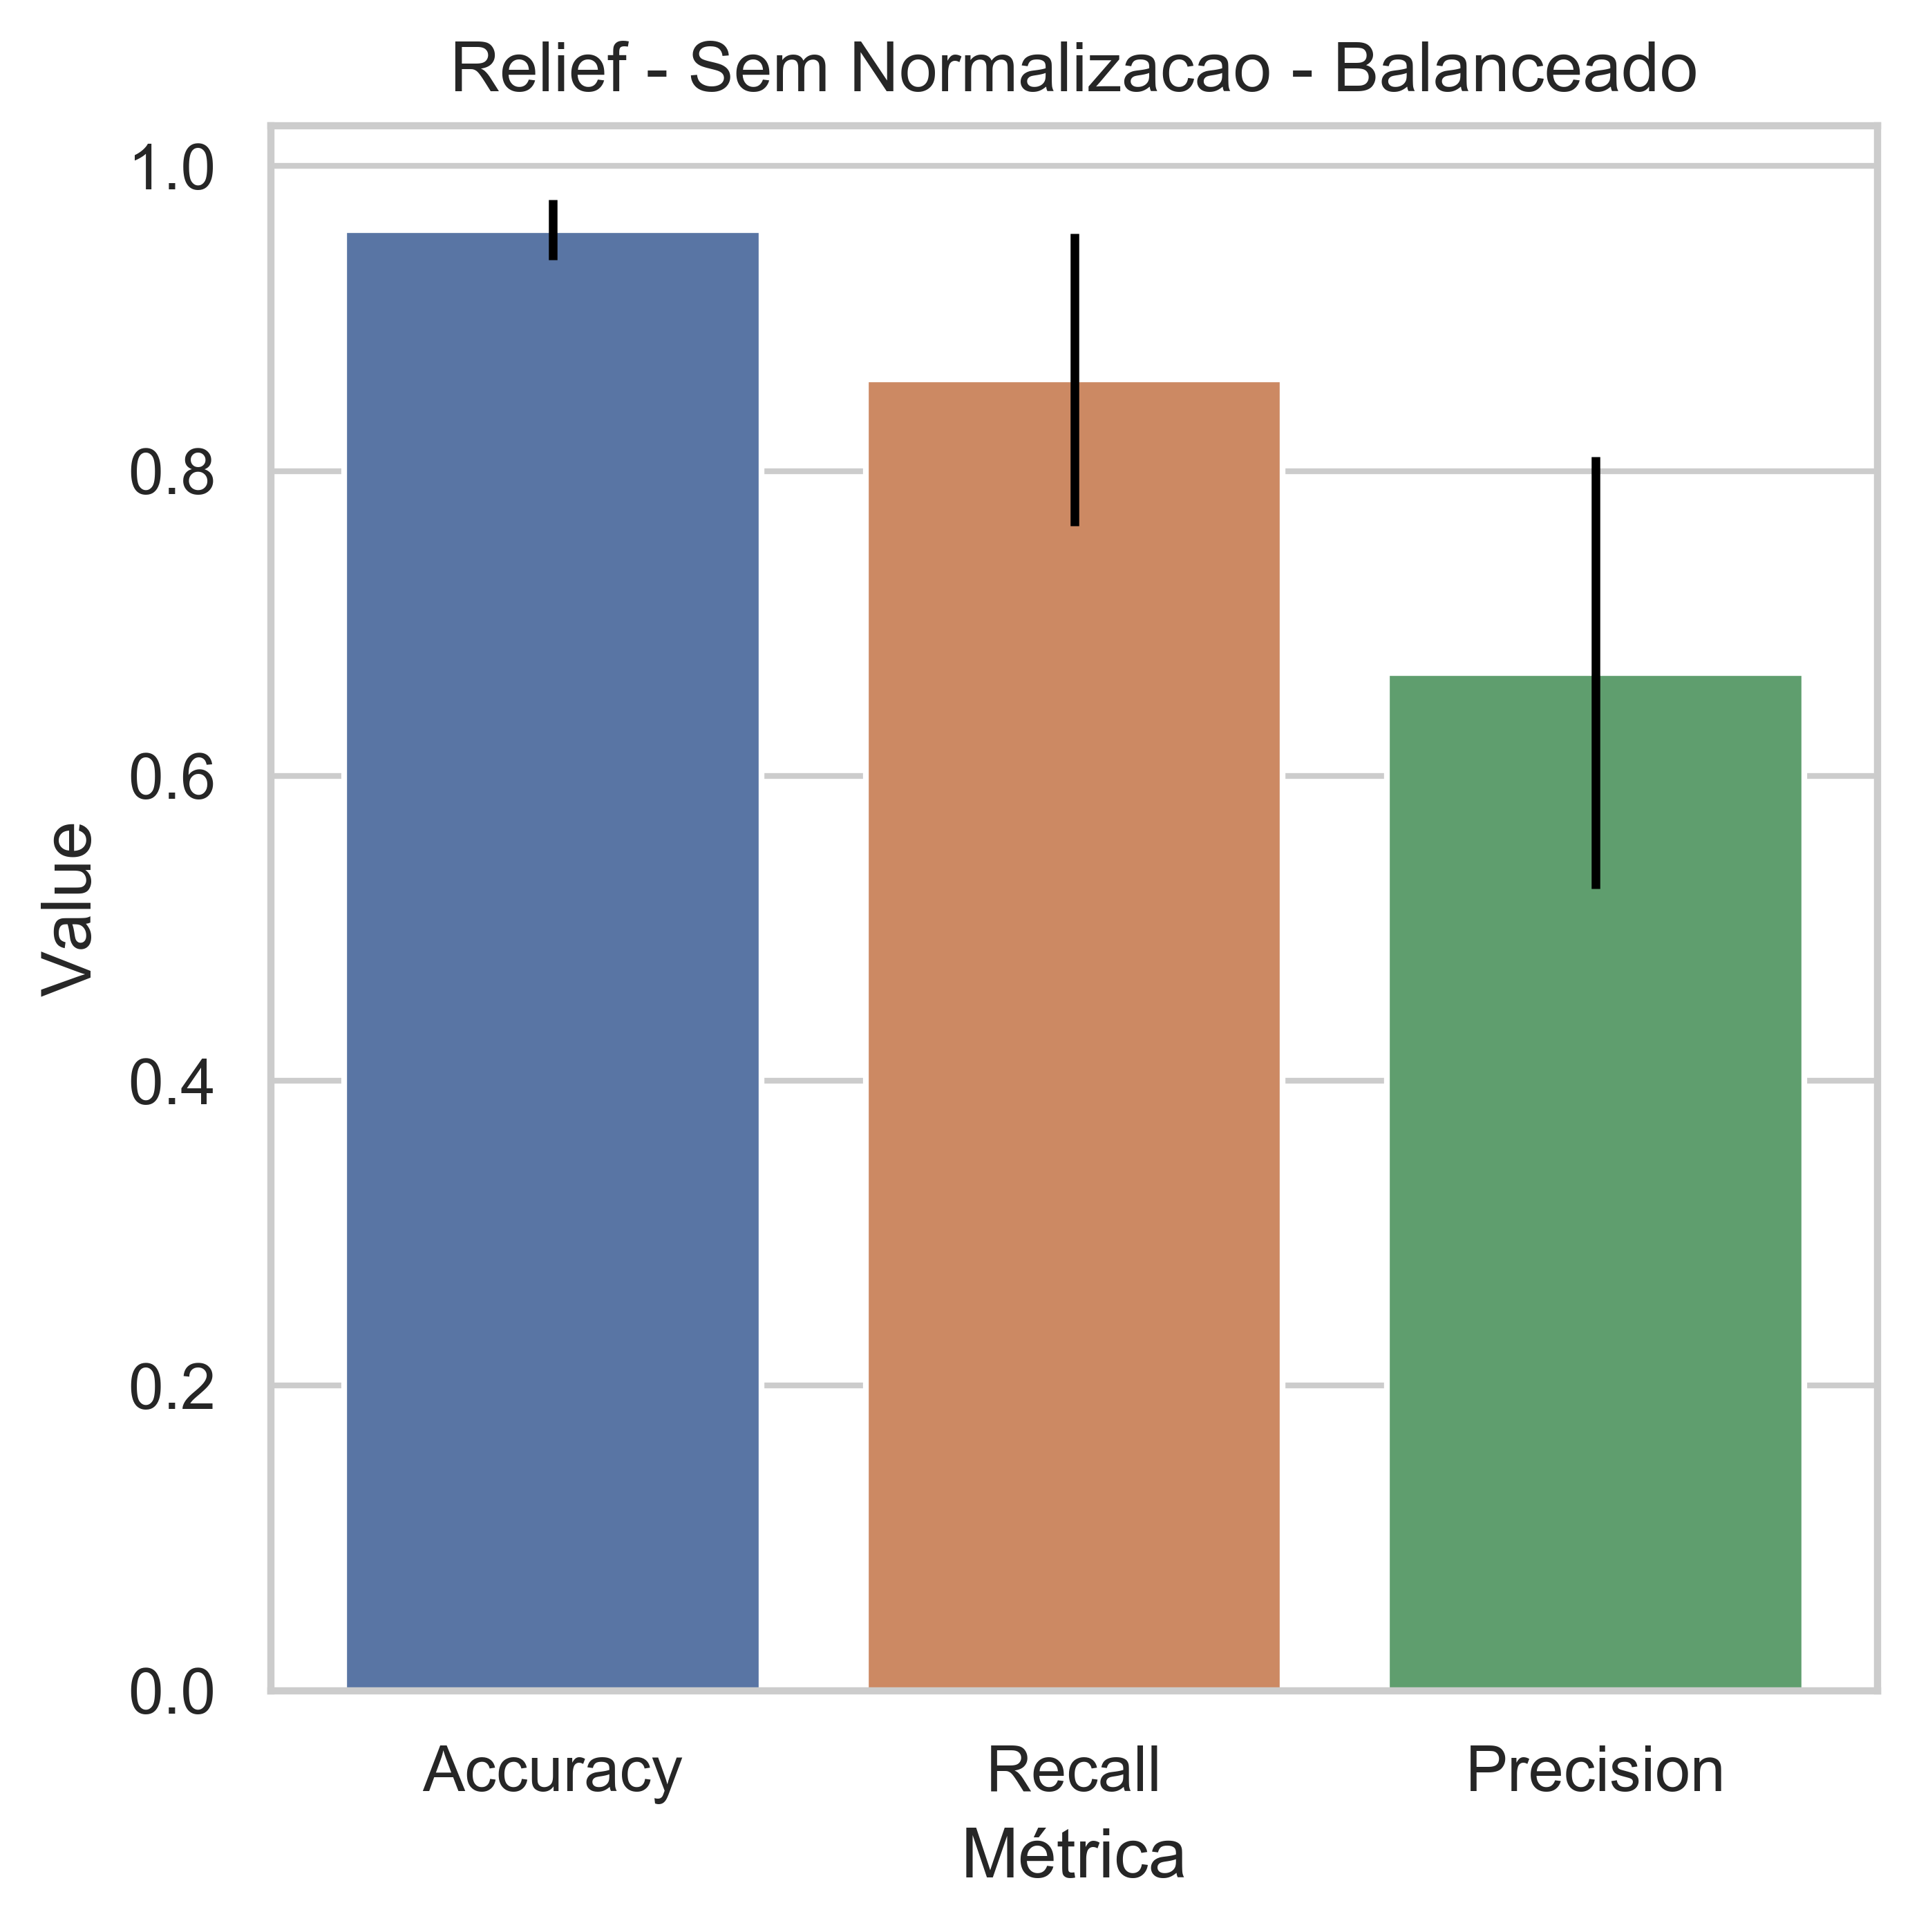 Relief - Sem Normalizacao - Balanceado
1.0
0.8
0.6
0.4
0.2
0.0
Value
Accuracy Recall Precision
Métrica